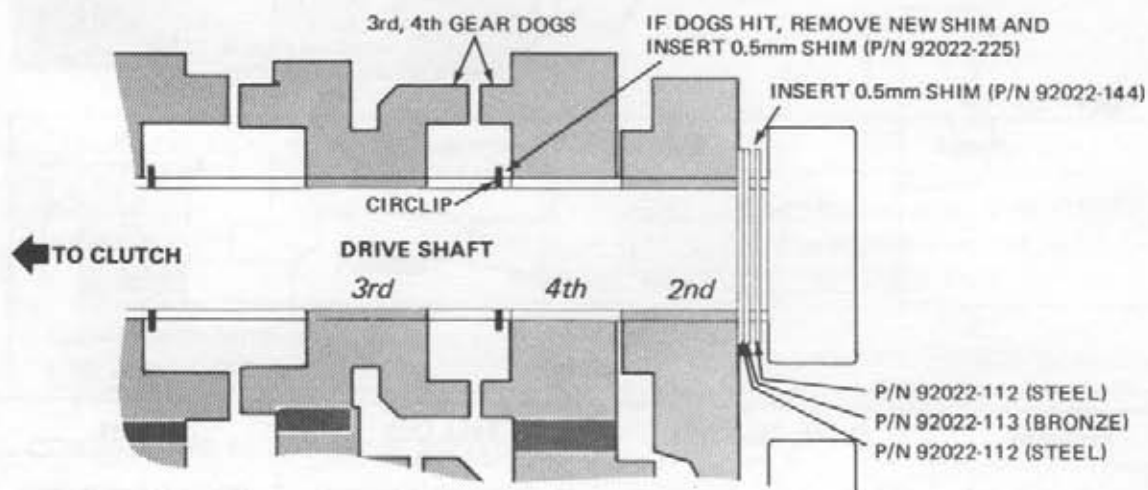 3rd, 4th GEAR DOGS
IF DOGS HIT, REMOVE NEW SHIM AND
INSERT 0.5mm SHIM (P/N 92022-225)
INSERT 0.5mm SHIM (P/N 92022-144)
CIRCLIP
TO CLUTCH
DRIVE SHAFT
3rd
4th
2nd
P/N 92022-112 (STEEL)
P/N 92022-113 (BRONZE)
P/N 92022-112 (STEEL)